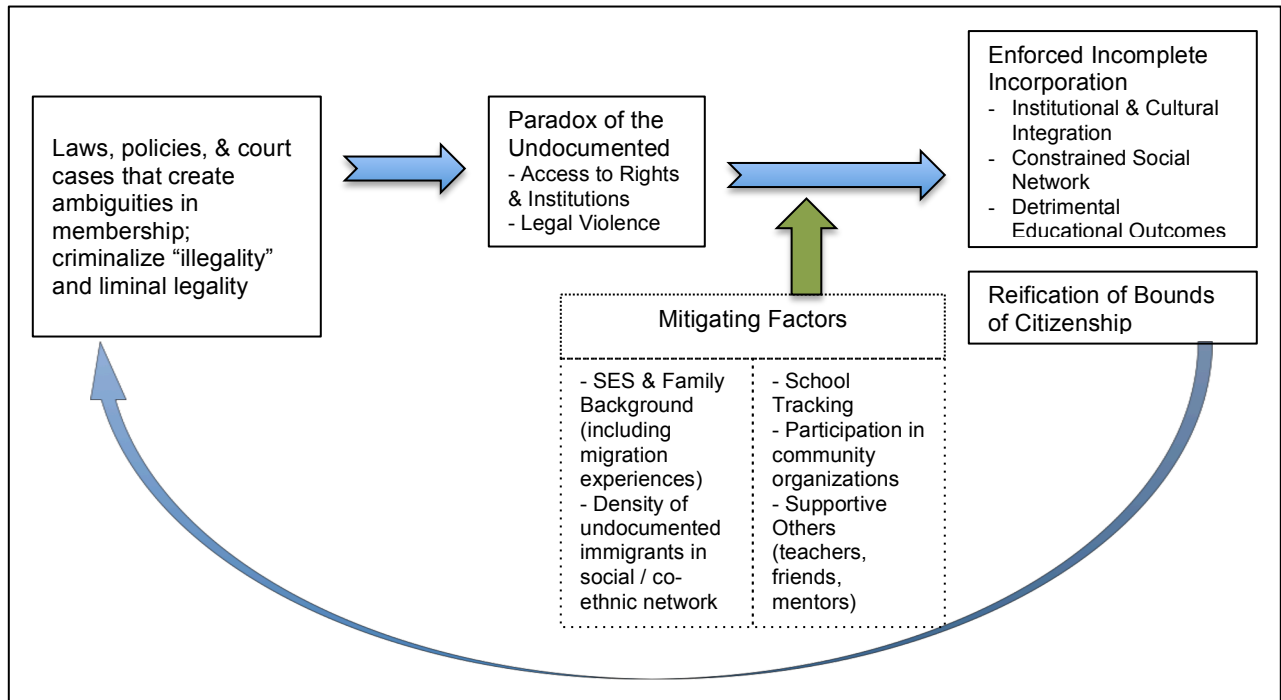 Laws, policies, & court
cases that create
ambiguities in
membership;
criminalize “illegality”
and liminal legality
Paradox of the
Undocumented
- Access to Rights
& Institutions
- Legal Violence
Enforced Incomplete
Incorporation
- Institutional & Cultural
Integration
- Constrained Social
Network
- Detrimental
Educational Outcomes
Reification of Bounds
of Citizenship
Mitigating Factors
- SES & Family
Background
(including
migration
experiences)
- Density of
undocumented
immigrants in
social / co-
ethnic network
- School
Tracking
- Participation in
community
organizations
- Supportive
Others
(teachers,
friends,
mentors)